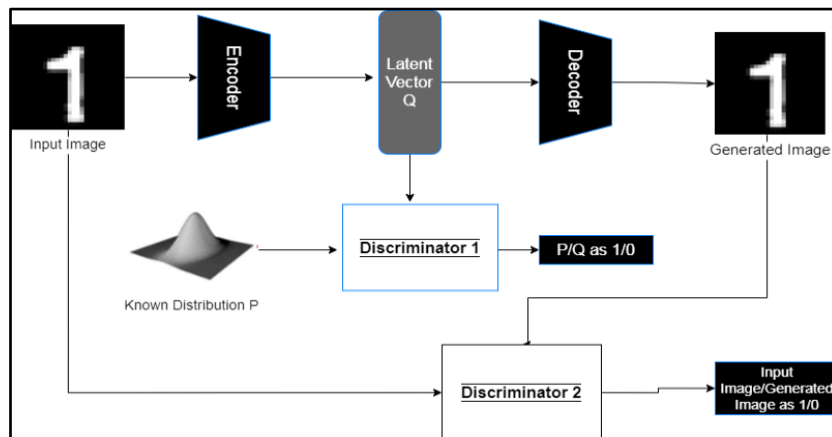 Encoder
Latent
Vector
Q
Decoder
Input Image
Generated Image
Discriminator 1
P/Q as 1/0
Known Distribution P
Discriminator 2
Input
Image/Generated
Image as 1/0